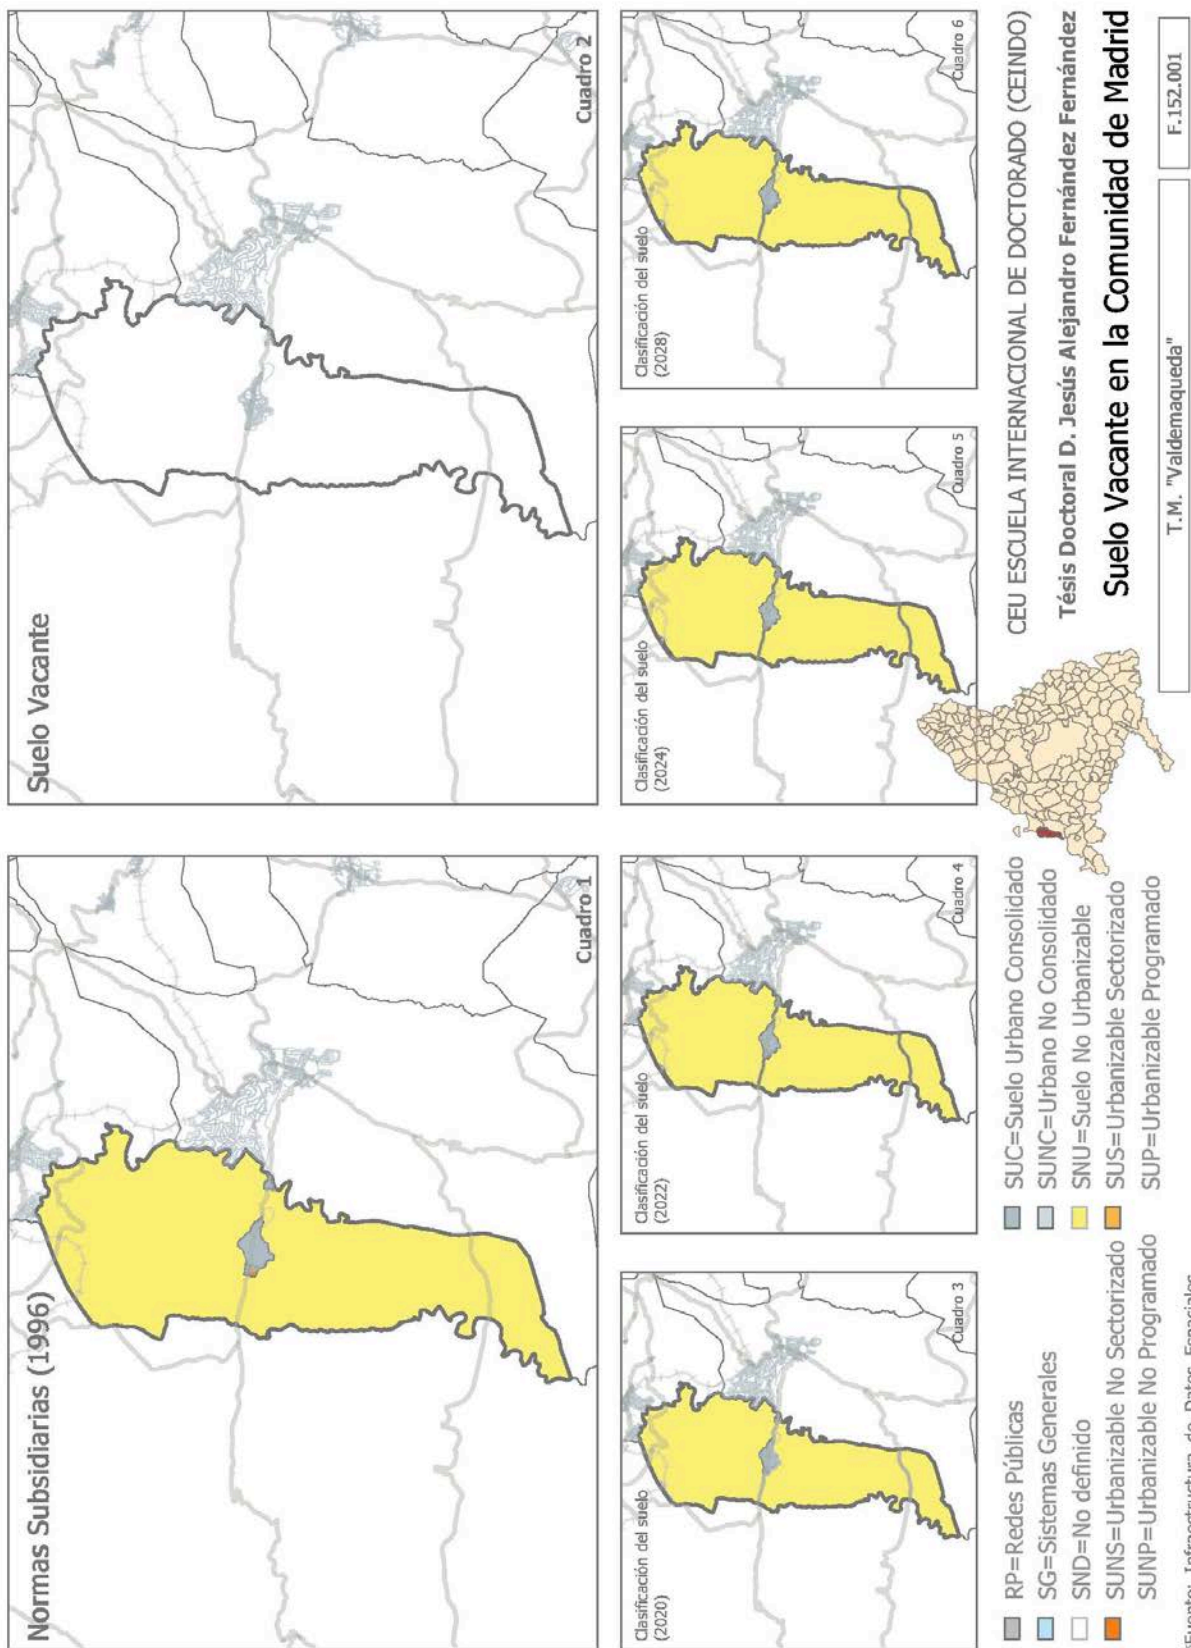 Normas Subsidiarias (1996)
Cuadro 1
Suelo Vacante
Cuadro 2
Clasificación del suelo
(2020)
Cuadro 3
Clasificación del suelo
(2022)
Cuadro 4
Clasificación del suelo
(2024)
Cuadro 5
Clasificación del suelo
(2028)
Cuadro 6
RP=Redes Públicas
SG=Sistemas Generales
SND=No definido
SUNS=Urbanizable No Sectorizado
SUNP=Urbanizable No Programado
SUC=Suelo Urbano Consolidado
SUNC=Urbano No Consolidado
SNU=Suelo No Urbanizable
SUS=Urbanizable Sectorizado
SUP=Urbanizable Programado
CEU ESCUELA INTERNACIONAL DE DOCTORADO (CEINDO)
Tésis Doctoral D. Jesús Alejandro Fernández Fernández
Suelo Vacante en la Comunidad de Madrid
T.M. "Valdemaqueda"
F.152.001
Fuente: Infraestructura de Datos Espaciales